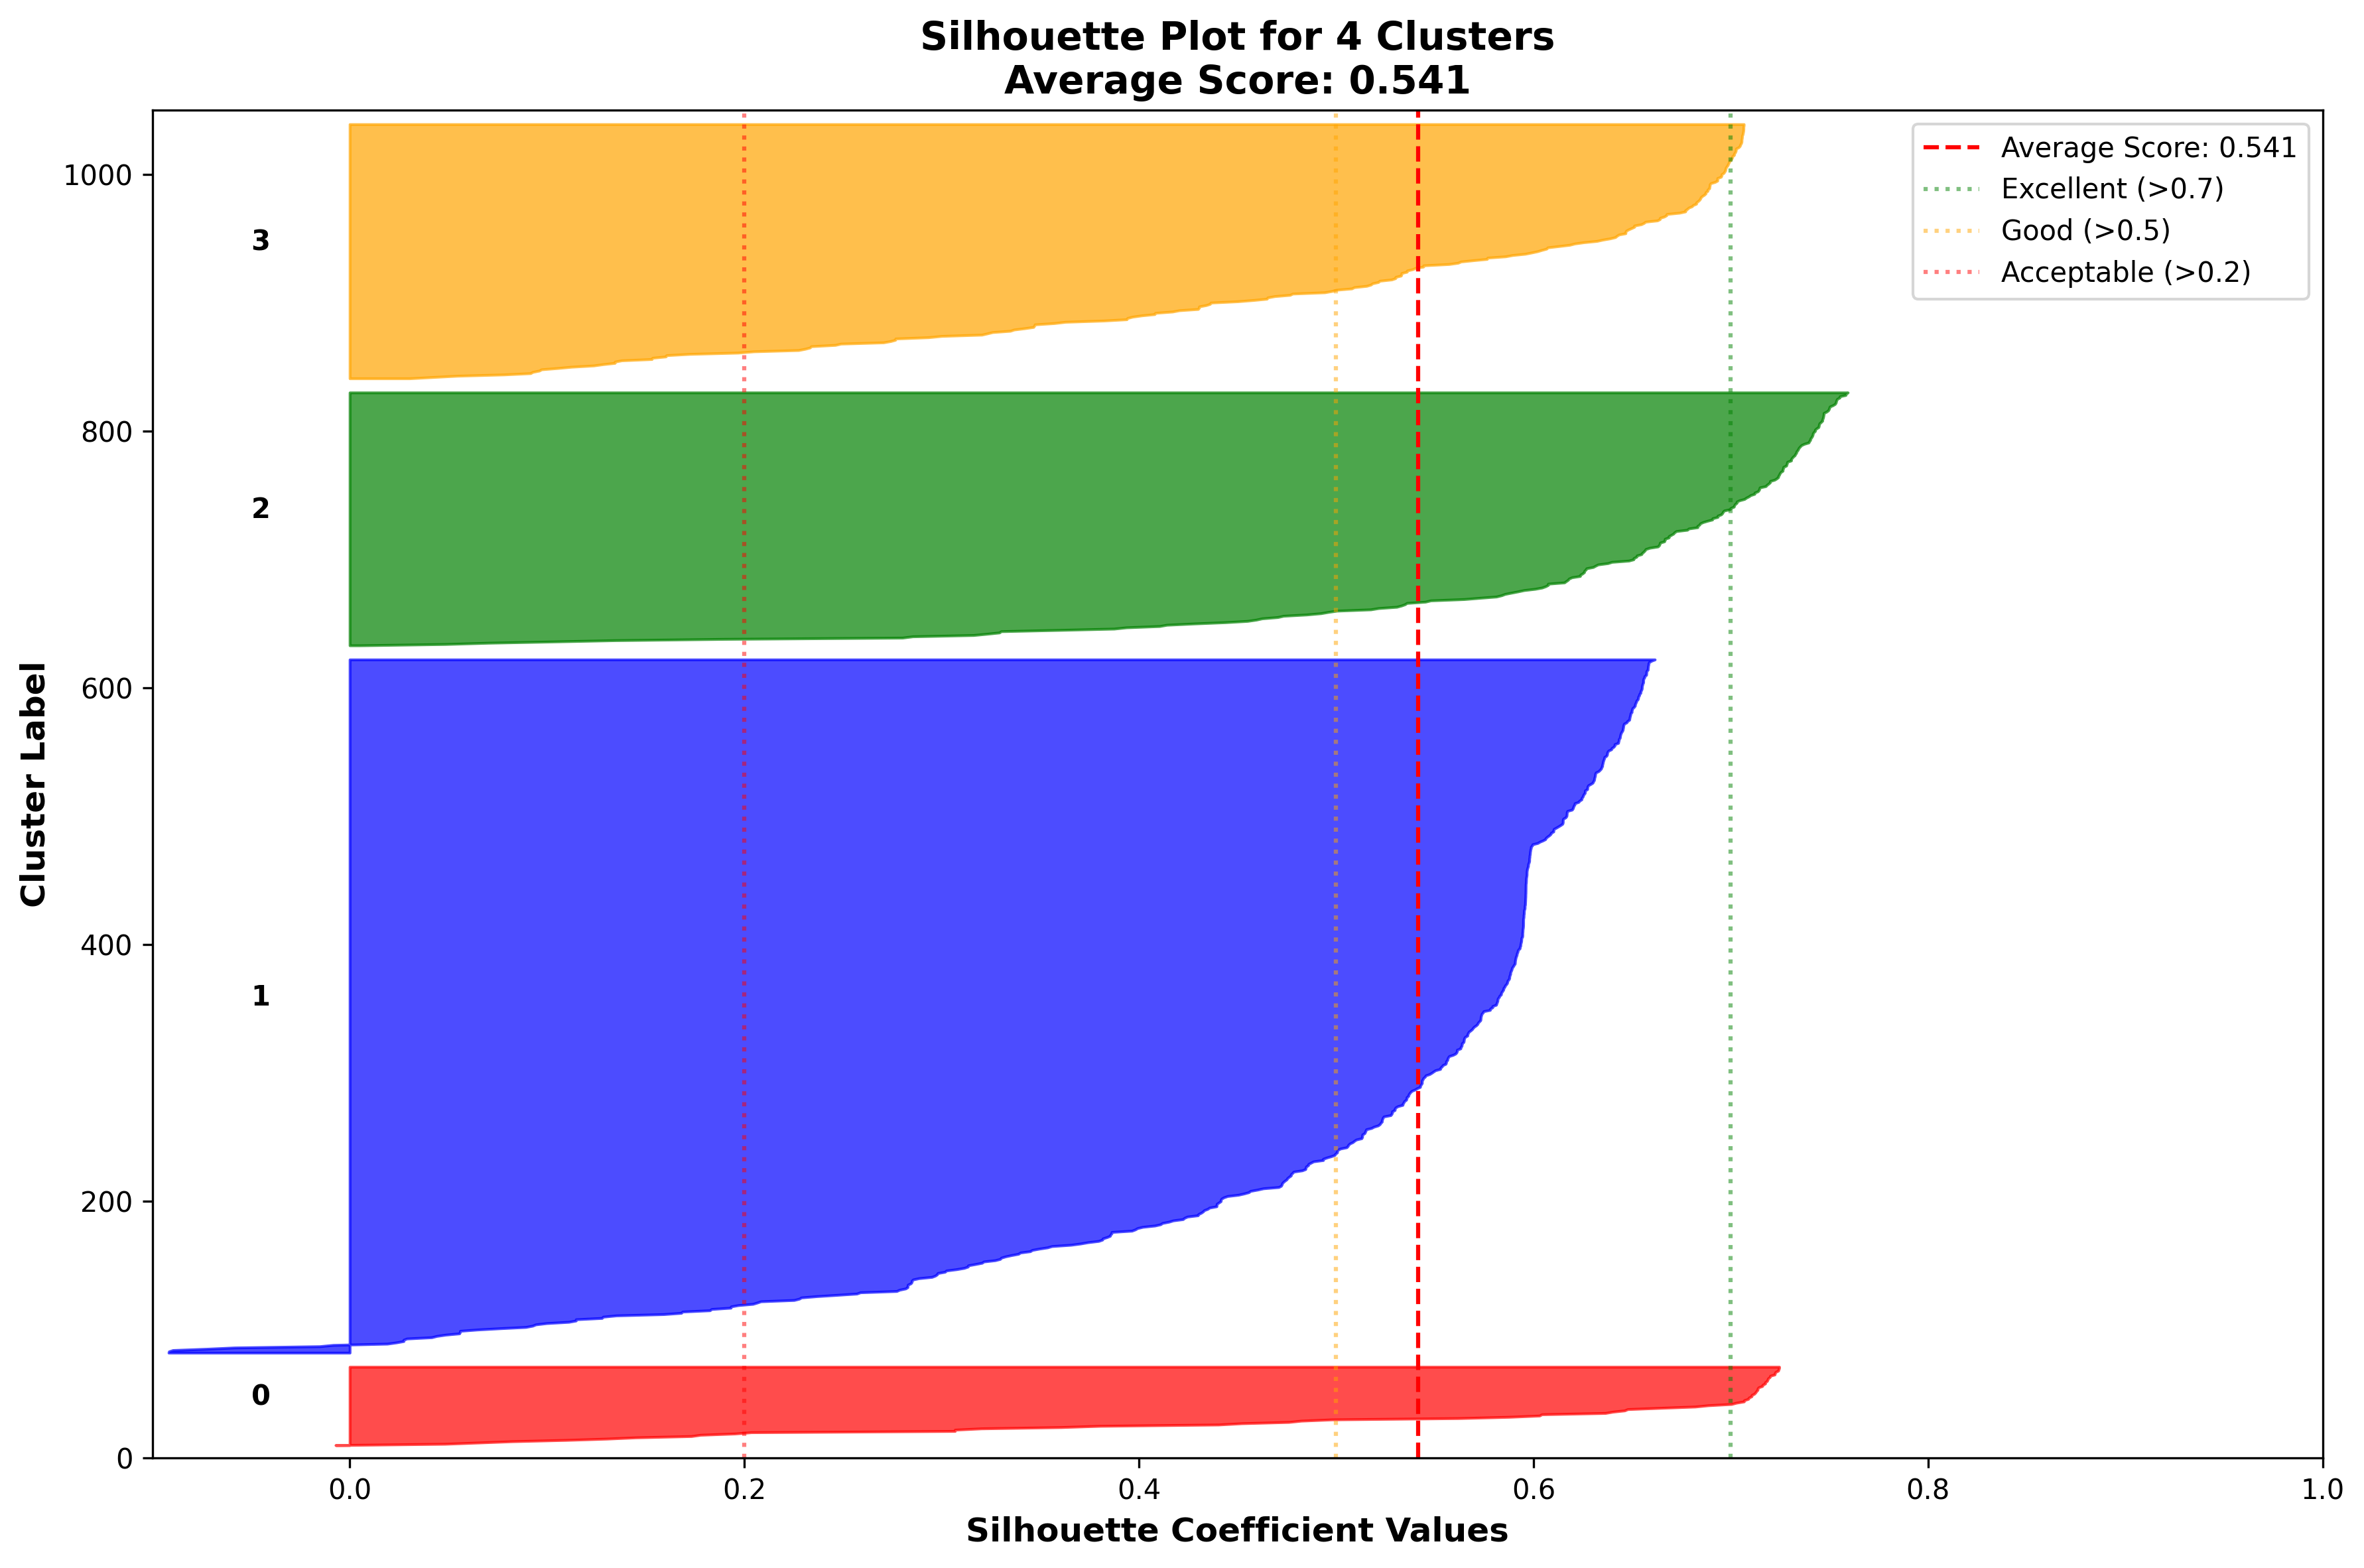 Silhouette Plot for 4 Clusters
Average Score: 0.541
Average Score: 0.541
Excellent (>0.7)
Good (>0.5)
Acceptable (>0.2)
1000
800
600
400
200
0
Cluster Label
3
2
1
0
0.0
0.2
0.4
0.6
0.8
1.0
Silhouette Coefficient Values